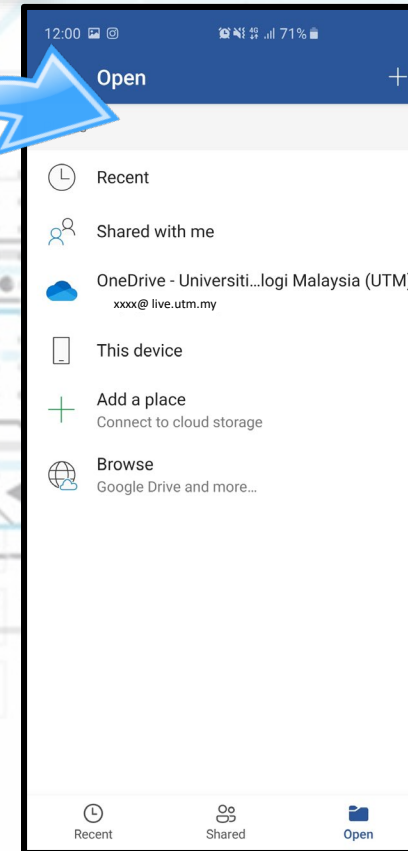 12:00 4G 71%
Open
Recent
Shared with me
OneDrive - Universiti...logi Malaysia (UTM)
xxxx@ live.utm.my
This device
Add a place
Connect to cloud storage
Browse
Google Drive and more...
Recent Shared Open